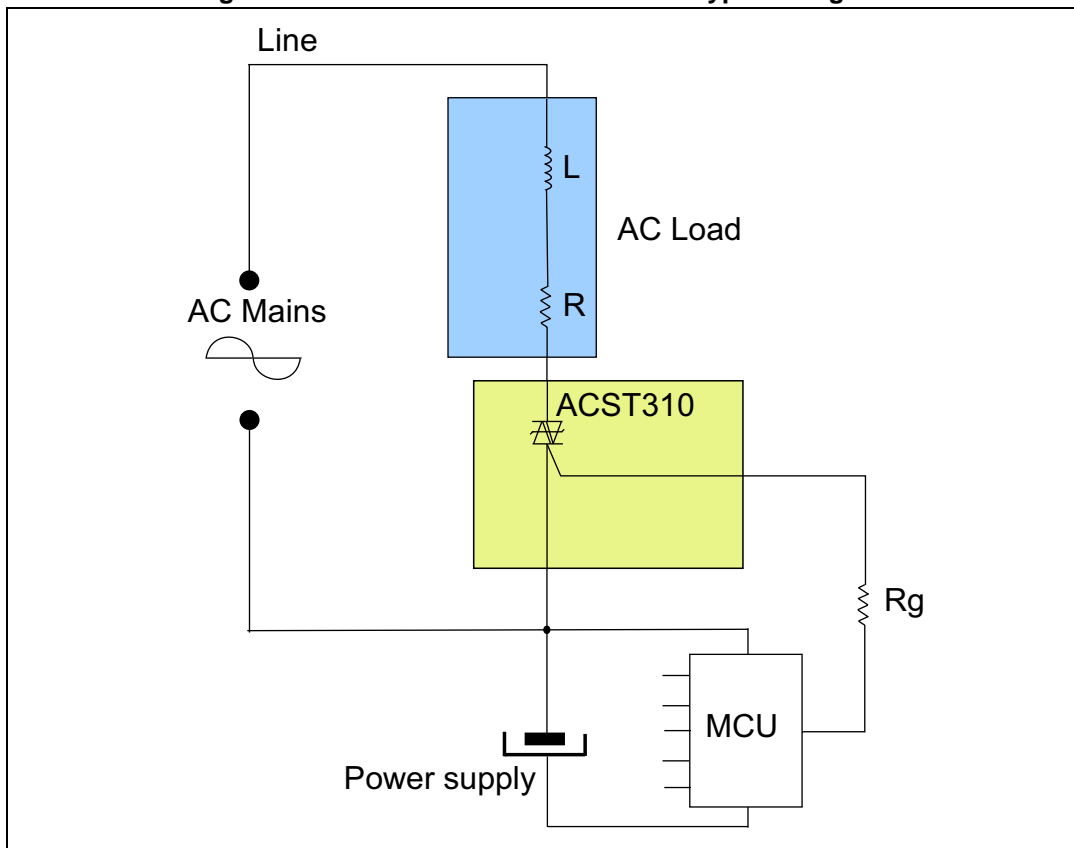 Line
L
AC Load
AC Mains
R
ACST310
Rg
MCU
Power supply